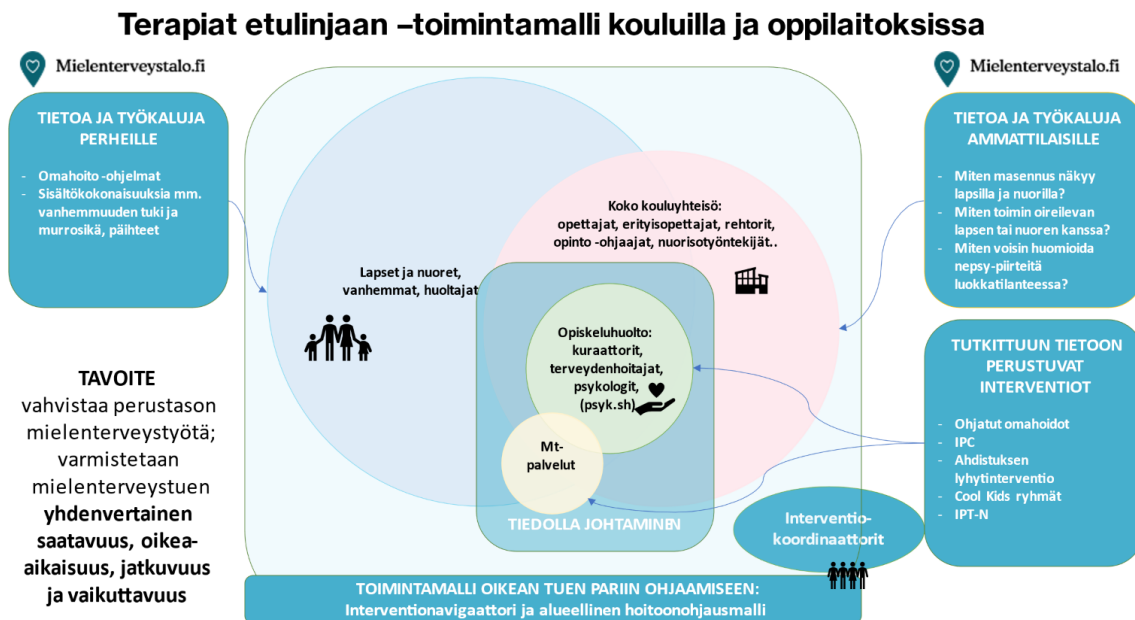 Terapiat etulinjaan –toimintamalli kouluilla ja oppilaitoksissa
Mielenterveystalo.fi
TIETOA JA TYÖKALUJA
PERHEILLE
- Omahoito -ohjelmat
- Sisältökokonaisuuksia mm.
vanhemmuuden tuki ja
murrosikä, päihteet
TAVOITE
vahvistaa perustason
mielenterveystyötä;
varmistetaan
mielenterveystuen
yhdenvertainen
saatavuus, oikea-
aikaisuus, jatkuvuus
ja vaikuttavuus
Lapset ja nuoret,
vanhemmat, huoltajat
Koko kouluyhteisö:
opettajat, erityisopettajat, rehtorit,
opinto -ohjaajat, nuorisotyöntekijät..
Opiskeluhuolto:
kuraattorit,
terveydenhoitajat,
psykologit,
(psyk.sh)
Mt-
palvelut
TIEDOLLA JOHTAMINEN
Interventio-
koordinaattorit
TOIMINTAMALLI OIKEAN TUEN PARIIN OHJAAMISEEN:
Interventionavigaattori ja alueellinen hoitoonohjausmalli
Mielenterveystalo.fi
TIETOA JA TYÖKALUJA
AMMATTILAISILLE
- Miten masennus näkyy
lapsilla ja nuorilla?
- Miten toimin oireilevan
lapsen tai nuoren kanssa?
- Miten voisin huomioida
nepsy-piirteitä
luokkatilanteessa?
TUTKITTUUN TIETOON
PERUSTUVAT
INTERVENTIOT
- Ohjatut omahoidot
- IPC
- Ahdistuksen
lyhytinterventio
- Cool Kids ryhmät
- IPT-N